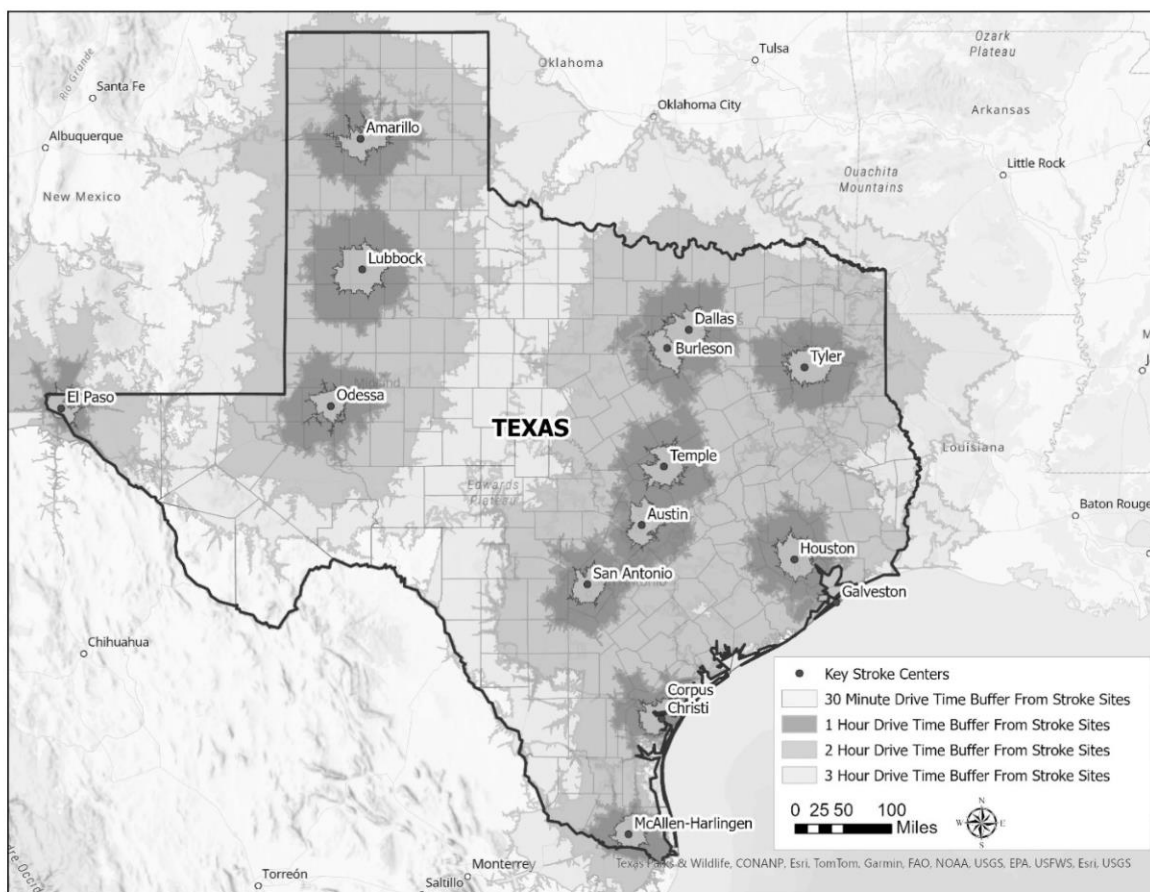 Tulsa
Ozark
Plateau
Oklahoma
Rio Grande
Santa Fe
Oklahoma City
Arkansas
Albuquerque
Amarillo
Little Rock
Ouachita
Mountains
New Mexico
Lubbock
Dallas
Burleson
Tyler
El Paso
Odessa
TEXAS
Louisiana
Temple
Edwards
Plateau
Baton Rouge
Austin
Houston
San Antonio
Galveston
Chihuahua
Key Stroke Centers
Corpus
Christi
30 Minute Drive Time Buffer From Stroke Sites
1 Hour Drive Time Buffer From Stroke Sites
2 Hour Drive Time Buffer From Stroke Sites
3 Hour Drive Time Buffer From Stroke Sites
N
W E
S
0 25 50 100
Miles
McAllen-Harlingen
Texas Parks & Wildlife, CONANP, Esri, TomTom, Garmin, FAO, NOAA, USGS, EPA, USFWS, Esri, USGS
Monterrey
Torreón
Saltillo